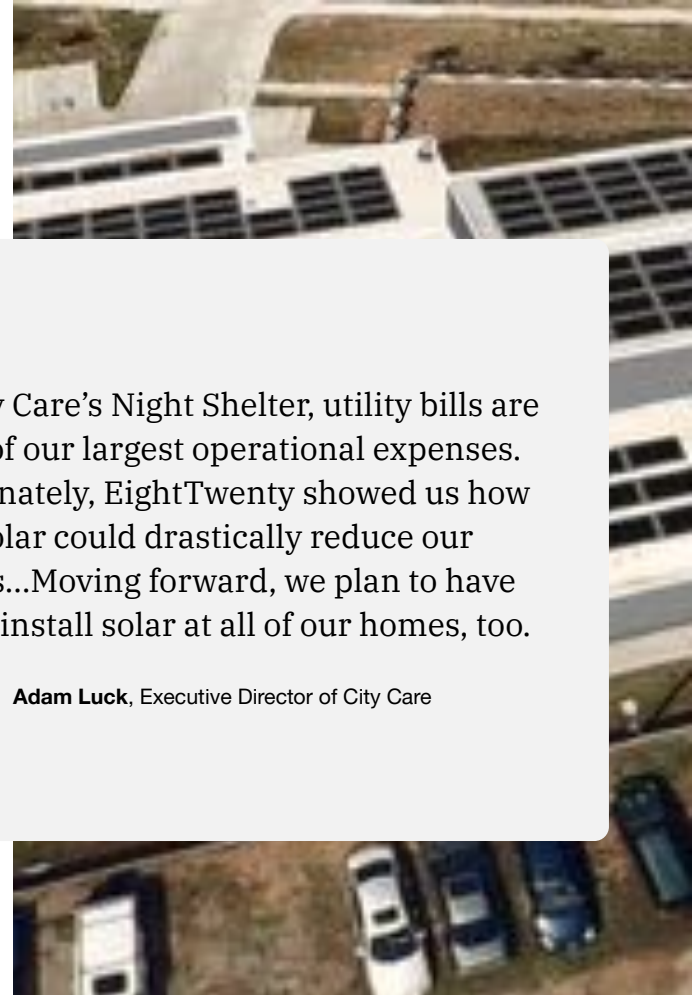 Care’s Night Shelter, utility bills are
of our largest operational expenses.
nately, EightTwenty showed us how
olar could drastically reduce our
s...Moving forward, we plan to have
install solar at all of our homes, too.
Adam Luck, Executive Director of City Care